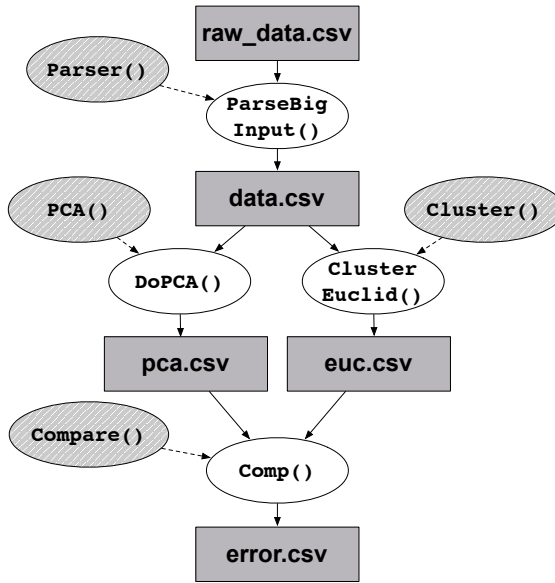 raw_data.csv
Parser()
ParseBig
Input()
data.csv
PCA()
Cluster()
DoPCA()
Cluster
Euclid()
pca.csv
euc.csv
Compare()
Comp()
error.csv